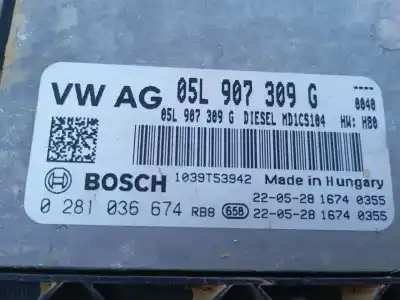 VW AG 05L 907 309 G ----
05L 907 309 G DIESEL MD1CS104 0040
HW: H80
BOSCH 1039T53942 Made in Hungary
22-05-28 1674 0355
0 281 036 674 RB8 658 22-05-28 1674 0355